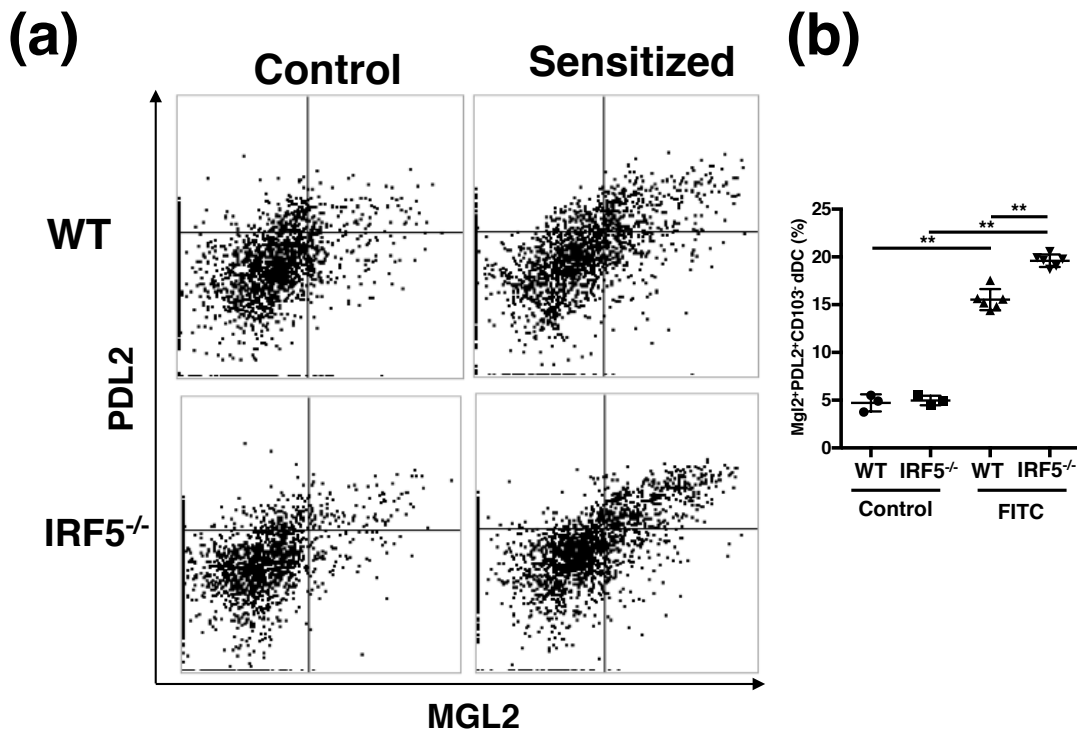 (a)
Control
Sensitized
WT
IRF5-/-
PDL2
MGL2
(b)
Mgl2+PDL2+CD103- dDC (%)
25
20
15
10
5
0
**
**
**
WT IRF5-/- WT IRF5-/-
Control FITC